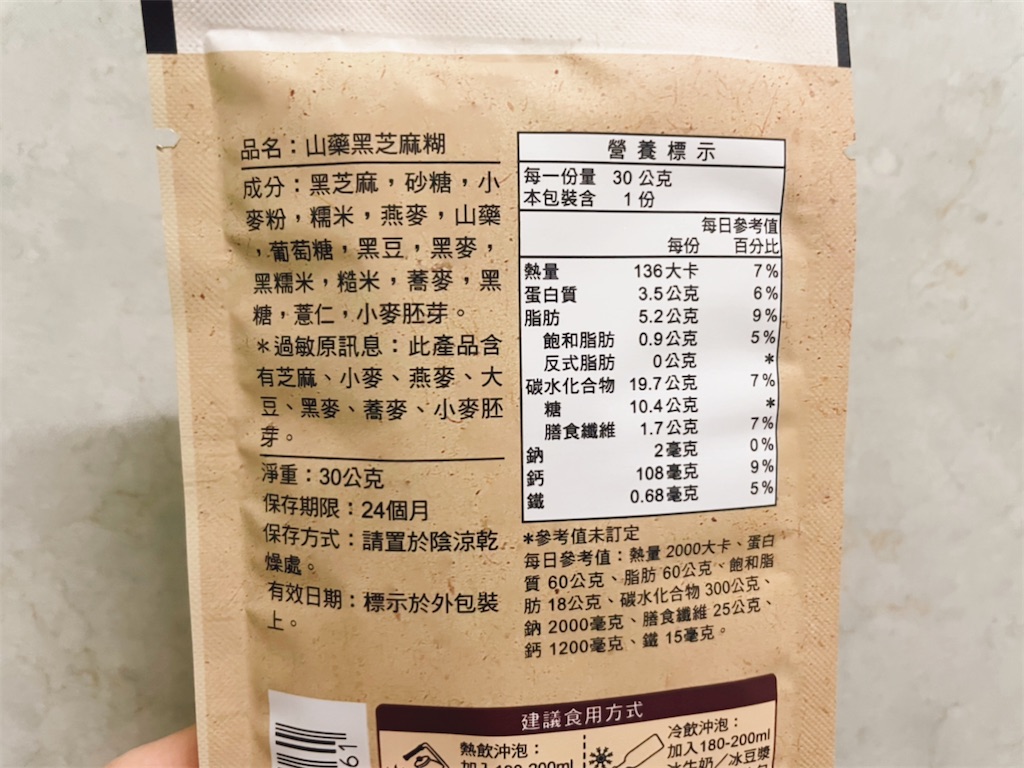 品名：山藥黑芝麻糊
成分：黑芝麻，砂糖，小
麥粉，糯米，燕麥，山藥
，葡萄糖，黑豆，黑麥，
黑糯米，糙米，蕎麥，黑
糖，薏仁，小麥胚芽。
*過敏原訊息：此產品含
有芝麻、小麥、燕麥、大
豆、黑麥、蕎麥、小麥胚
芽。
淨重：30公克
保存期限：24個月
保存方式：請置於陰涼乾
燥處。
有效日期：標示於外包裝
上。
營養標示
每一份量 30 公克
本包裝含 1 份
每日參考值
每份 百分比
熱量 136大卡 7%
蛋白質 3.5公克 6%
脂肪 5.2公克 9%
飽和脂肪 0.9公克 5%
反式脂肪 0公克 *
碳水化合物 19.7公克 7%
糖 10.4公克 *
膳食纖維 1.7公克 7%
鈉 2毫克 0%
鈣 108毫克 9%
鐵 0.68毫克 5%
*參考值未訂定
每日參考值：熱量 2000大卡、蛋白
質 60公克、脂肪 60公克、飽和脂
肪 18公克、碳水化合物 300公克、
鈉 2000毫克、膳食纖維 25公克、
鈣 1200毫克、鐵 15毫克。
61
建議食用方式
熱飲沖泡：
冷飲沖泡：
加入180-200ml
冰牛奶／冰豆漿